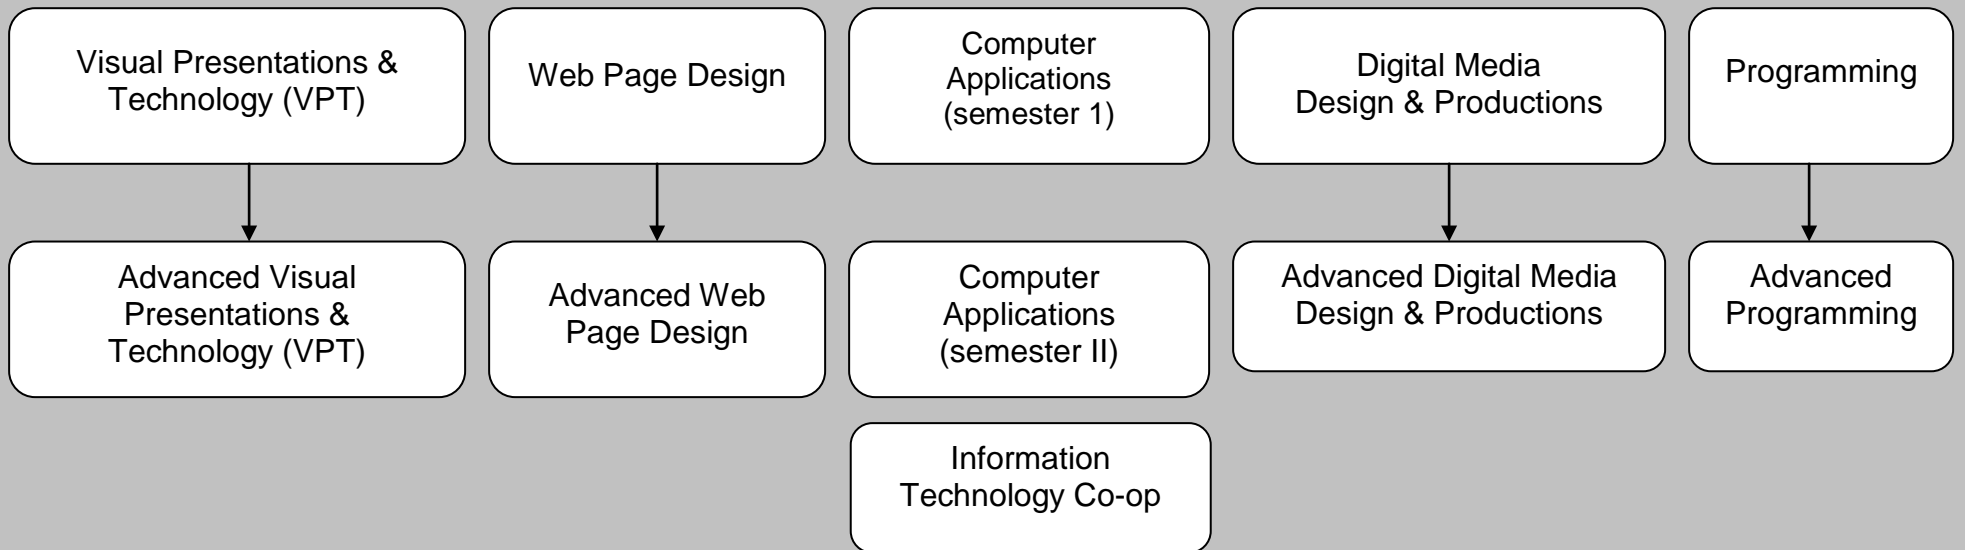 Visual Presentations &
Technology (VPT)
Web Page Design
Computer
Applications
(semester 1)
Digital Media
Design & Productions
Programming
Advanced Visual
Presentations &
Technology (VPT)
Advanced Web
Page Design
Computer
Applications
(semester II)
Advanced Digital Media
Design & Productions
Advanced
Programming
Information
Technology Co-op